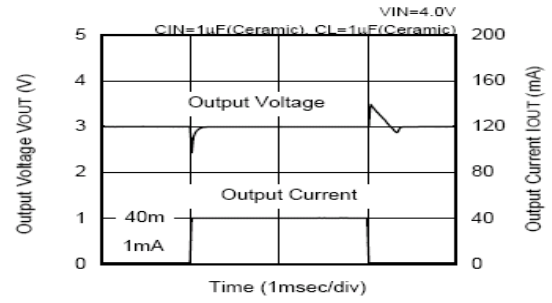 VIN=4.0V
CIN=1uF(Ceramic), CL=1uF(Ceramic)
5
4
3
2
1
0
200
160
120
80
40
0
Output Voltage VOUT (V)
Output Current IOUT (mA)
Output Voltage
Output Current
40m
1mA
Time (1msec/div)